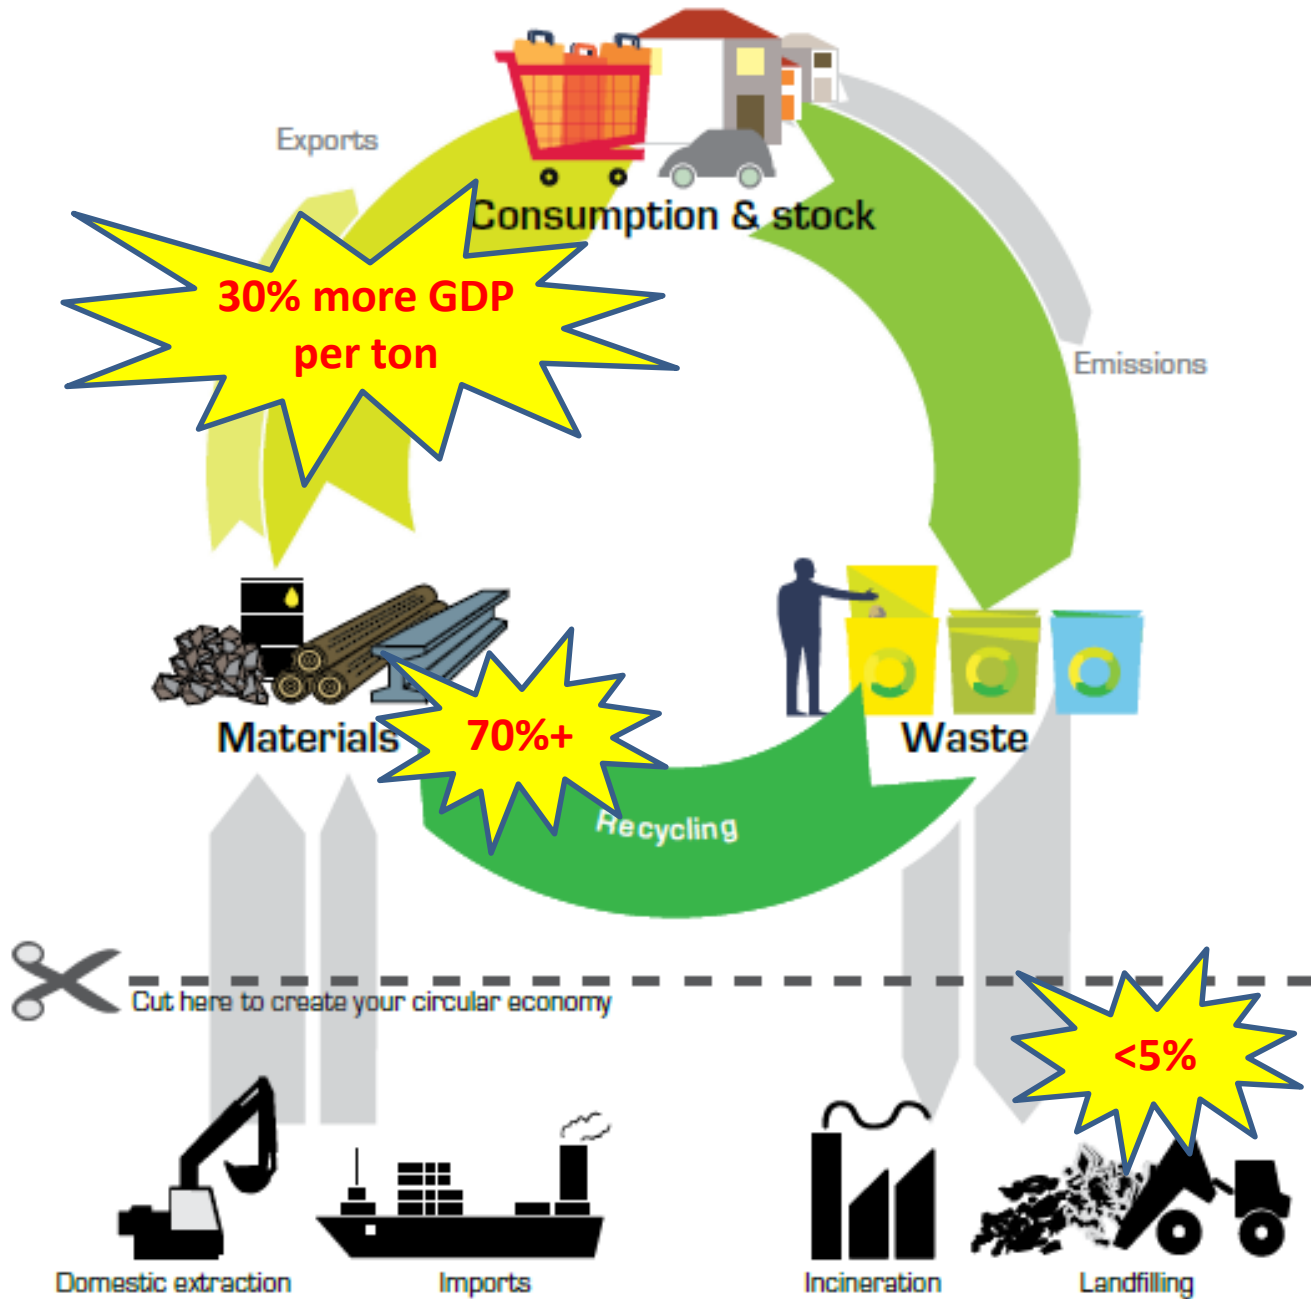 Exports
Consumption & stock
30% more GDP
per ton
Emissions
Materials
70%+
Waste
Recycling
Cut here to create your circular economy
<5%
Domestic extraction
Imports
Incineration
Landfilling